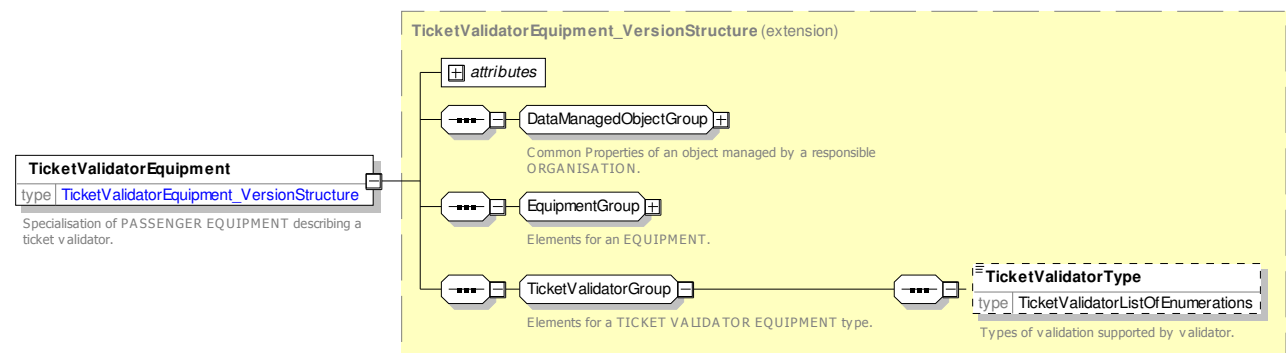 TicketValidatorEquipment_VersionStructure (extension)
attributes
DataManagedObjectGroup
Common Properties of an object managed by a responsible
ORGANISATION.
TicketValidatorEquipment
type TicketValidatorEquipment_VersionStructure
Specialisation of PASSENGER EQUIPMENT describing a
ticket validator.
EquipmentGroup
Elements for an EQUIPMENT.
TicketValidatorGroup
Elements for a TICKET VALIDATOR EQUIPMENT type.
TicketValidatorType
type TicketValidatorListOfEnumerations
Types of validation supported by validator.